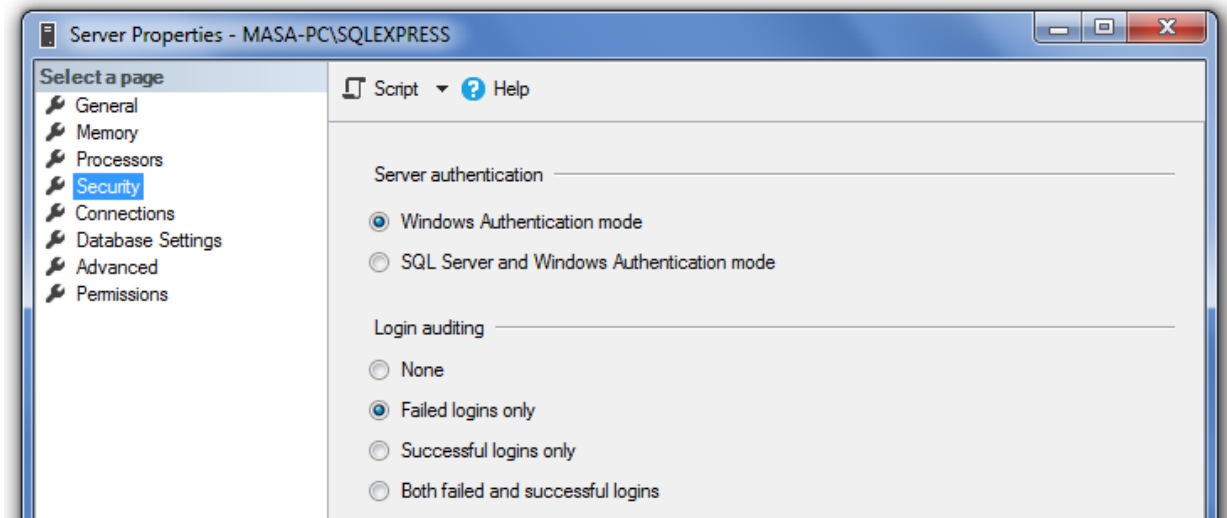 Server Properties - MASA-PC\SQLEXPRESS
Select a page
General
Memory
Processors
Security
Connections
Database Settings
Advanced
Permissions
Script
Help
Server authentication
Windows Authentication mode
SQL Server and Windows Authentication mode
Login auditing
None
Failed logins only
Successful logins only
Both failed and successful logins